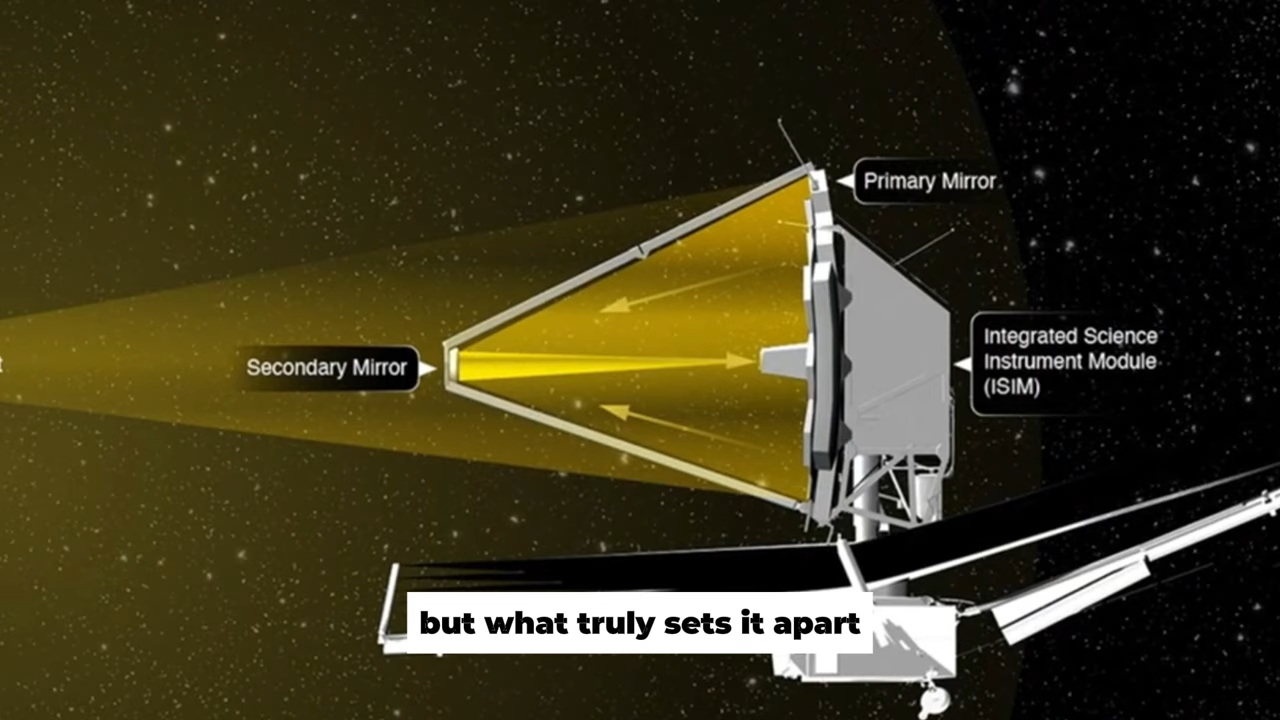 Primary Mirror
Secondary Mirror
Integrated Science
Instrument Module
(ISIM)
but what truly sets it apart